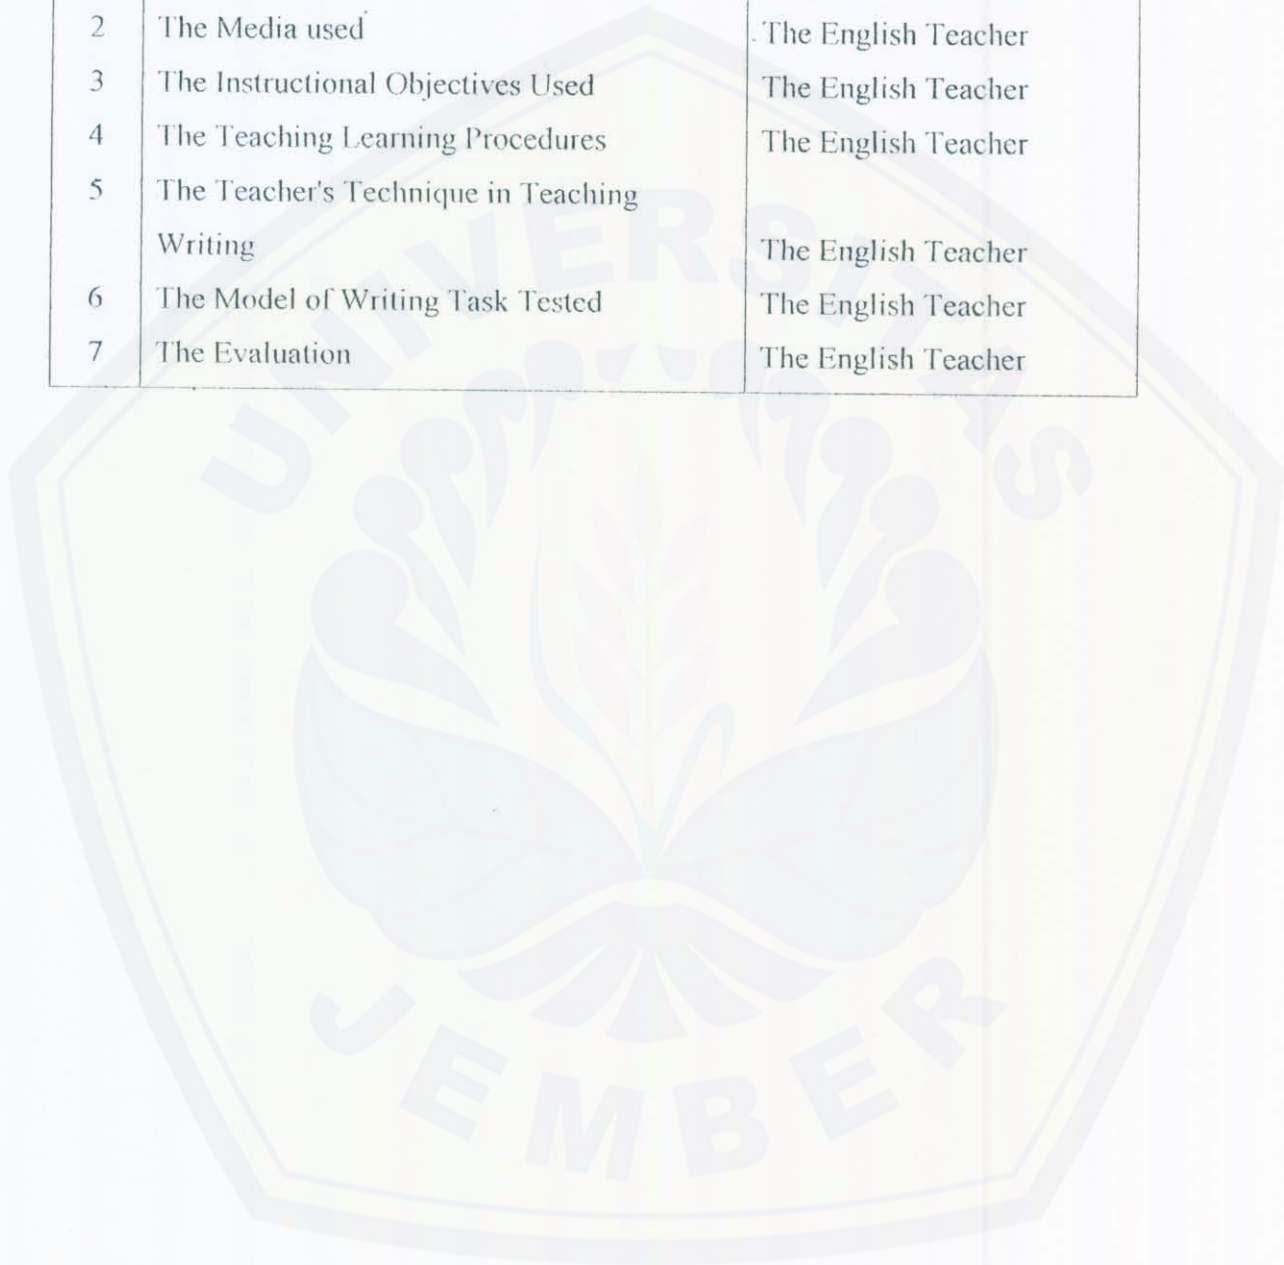 2 The Media used The English Teacher
3 The Instructional Objectives Used The English Teacher
4 The Teaching Learning Procedures The English Teacher
5 The Teacher's Technique in Teaching
Writing The English Teacher
6 The Model of Writing Task Tested The English Teacher
7 The Evaluation The English Teacher
UNIVERSITAS
JEMBER